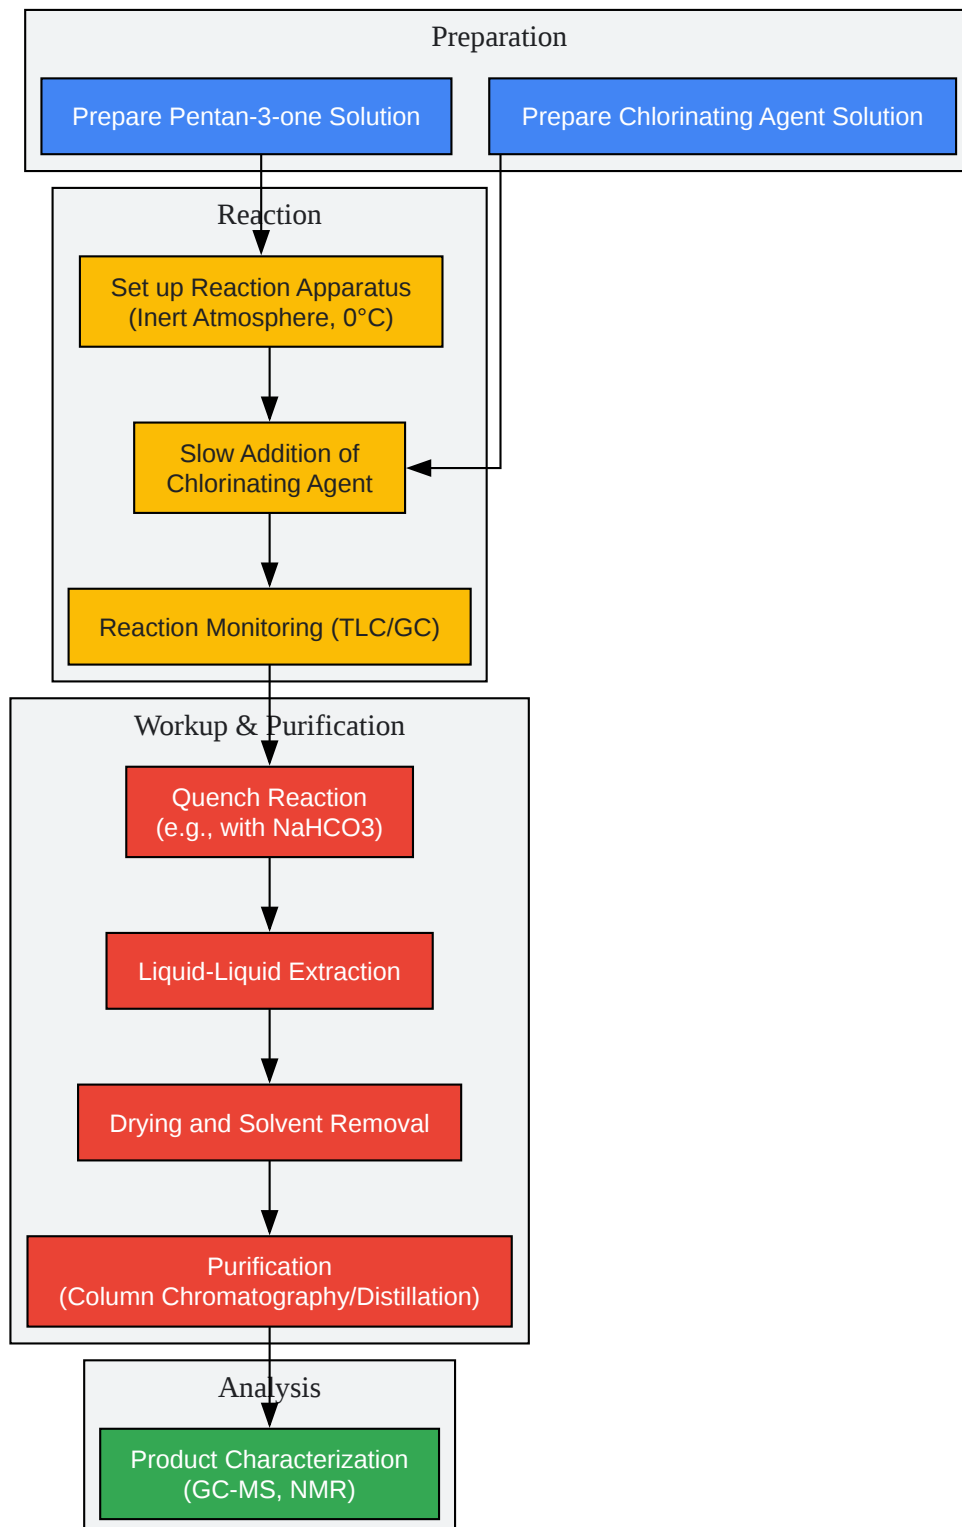 Preparation
Prepare Pentan-3-one Solution
Prepare Chlorinating Agent Solution
Reaction
Set up Reaction Apparatus
(Inert Atmosphere, 0°C)
Slow Addition of
Chlorinating Agent
Reaction Monitoring (TLC/GC)
Workup & Purification
Quench Reaction
(e.g., with NaHCO3)
Liquid-Liquid Extraction
Drying and Solvent Removal
Purification
(Column Chromatography/Distillation)
Analysis
Product Characterization
(GC-MS, NMR)